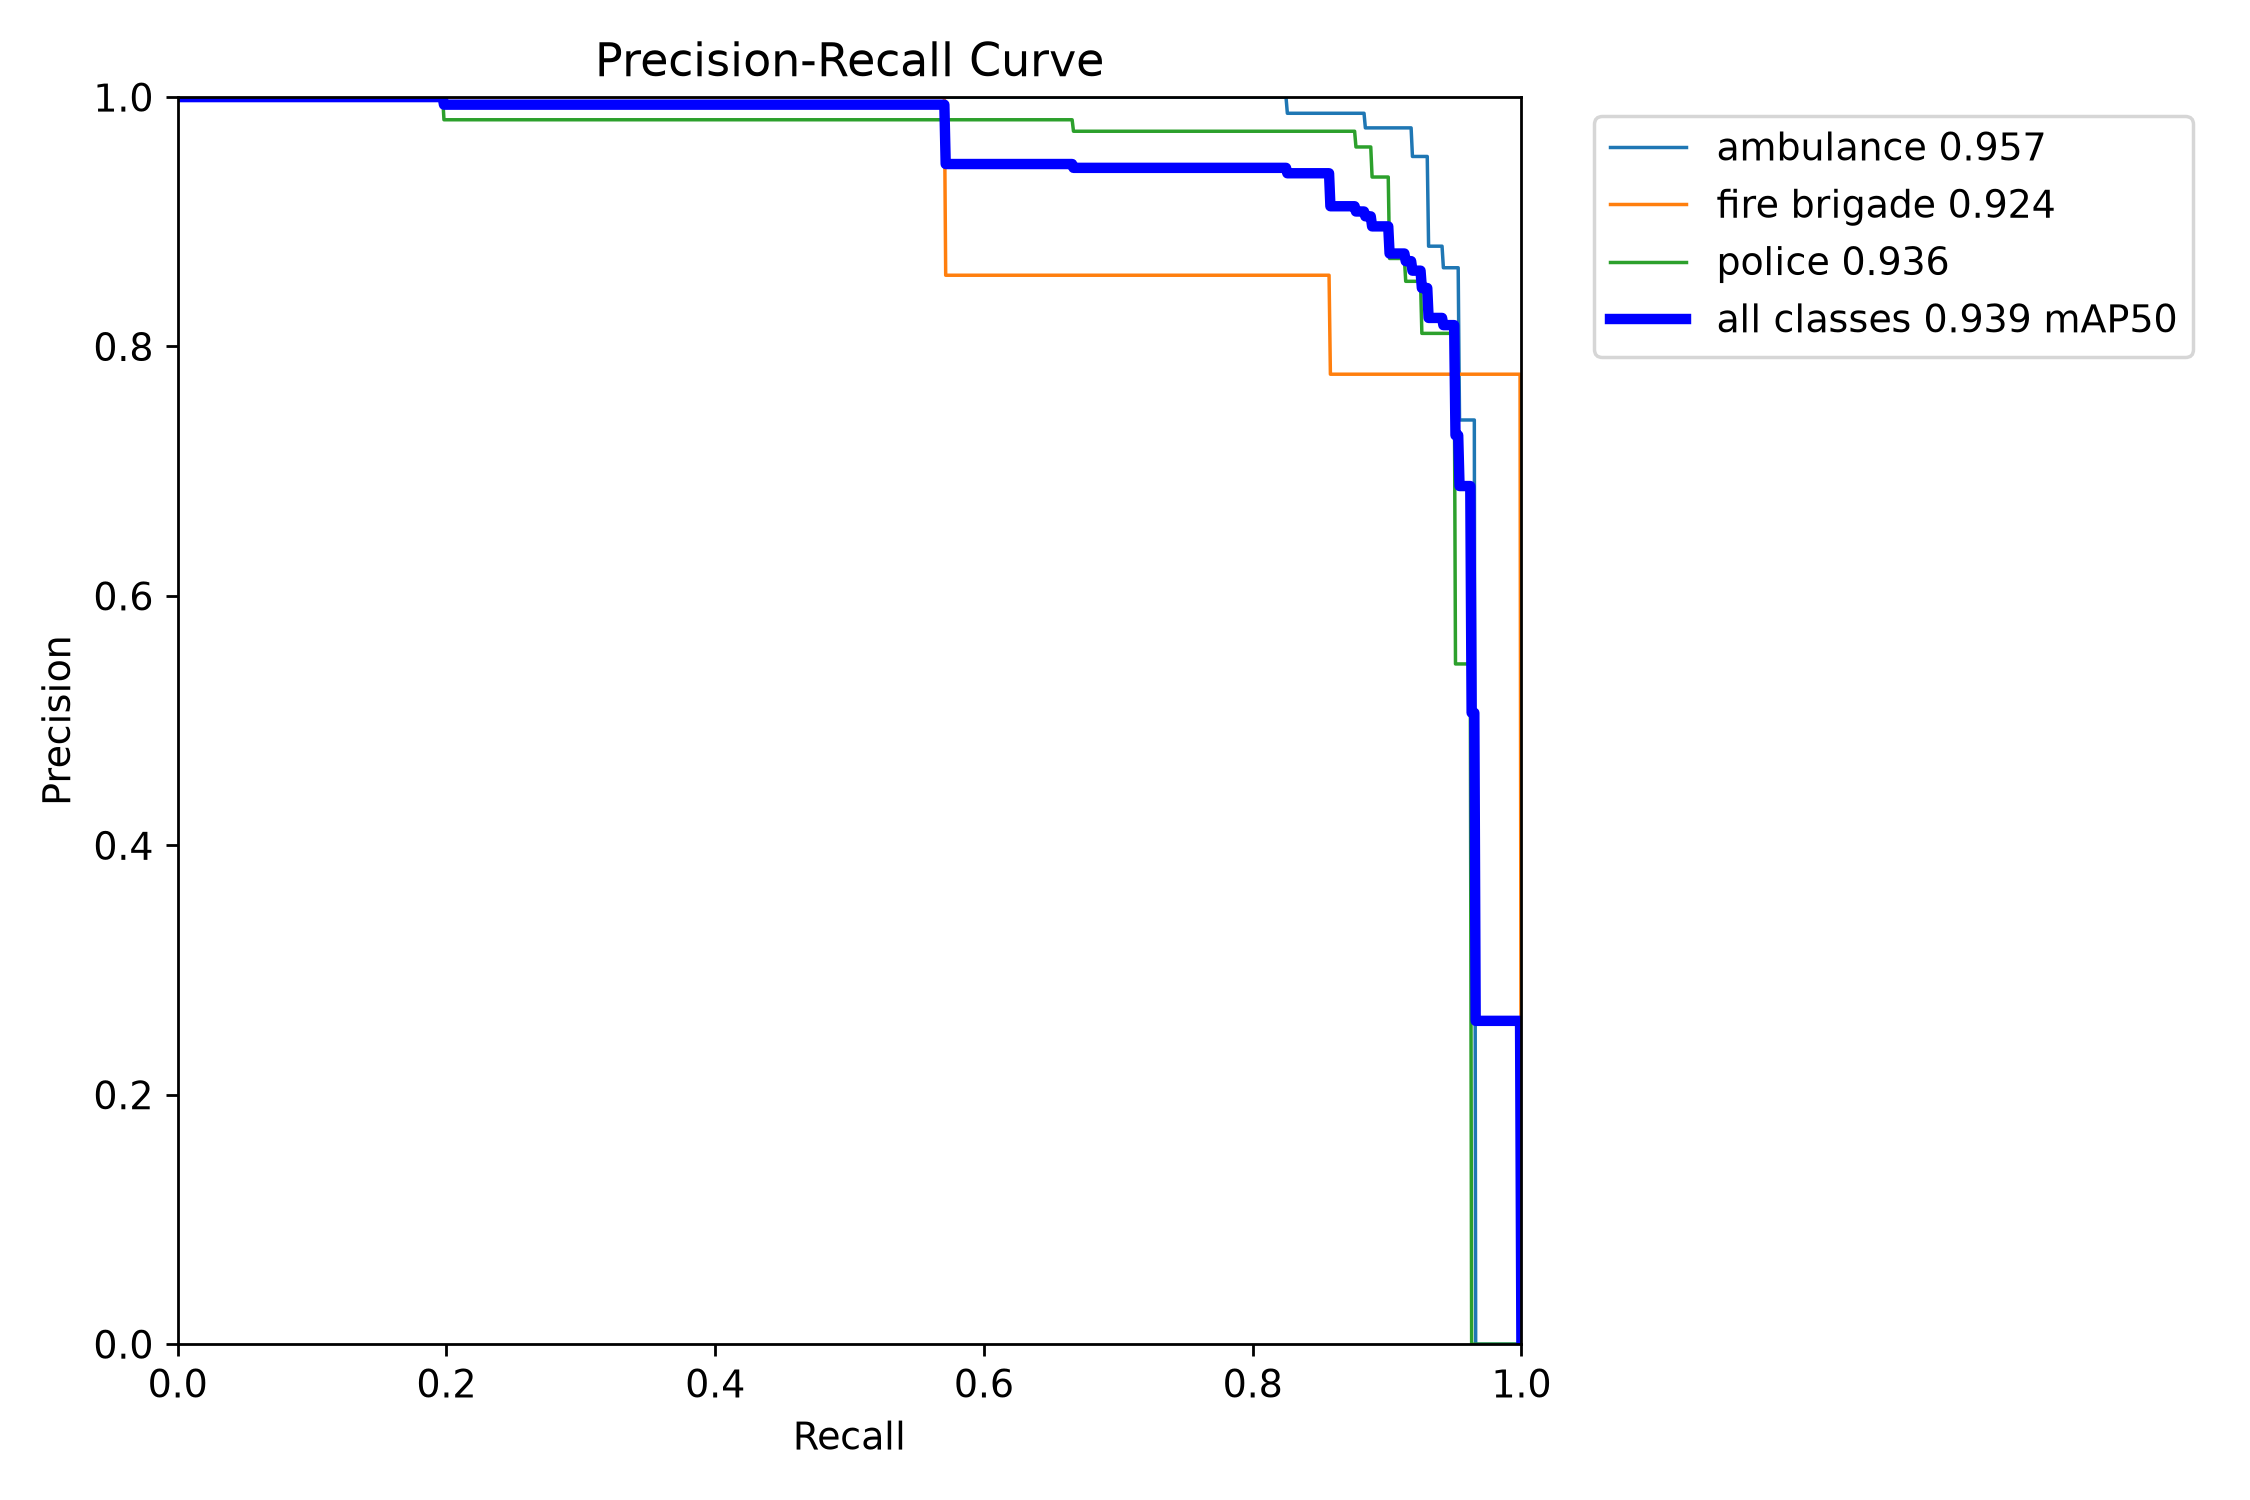 Precision-Recall Curve
1.0
0.8
0.6
0.4
0.2
0.0
Precision
0.0 0.2 0.4 0.6 0.8 1.0
Recall
ambulance 0.957
fire brigade 0.924
police 0.936
all classes 0.939 mAP50